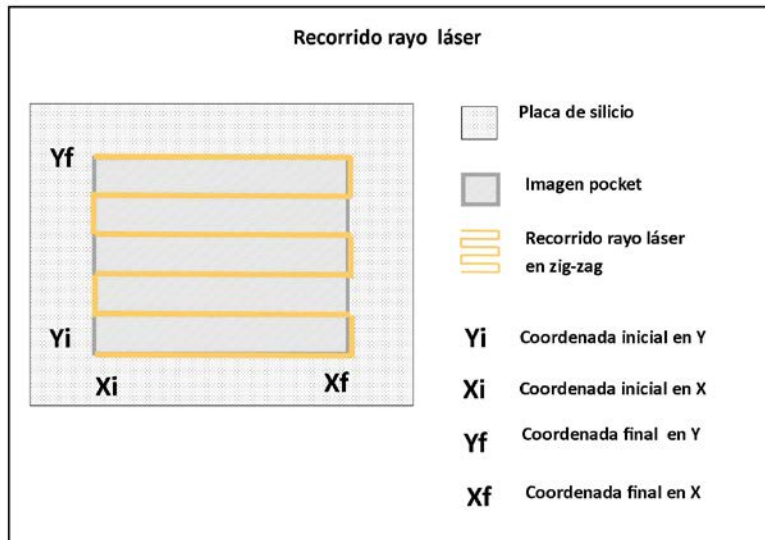 Recorrido rayo láser
Placa de silicio
Yf
Imagen pocket
Recorrido rayo láser
en zig-zag
Yi
Xi
Xf
Yi Coordenada inicial en Y
Xi Coordenada inicial en X
Yf Coordenada final en Y
Xf Coordenada final en X